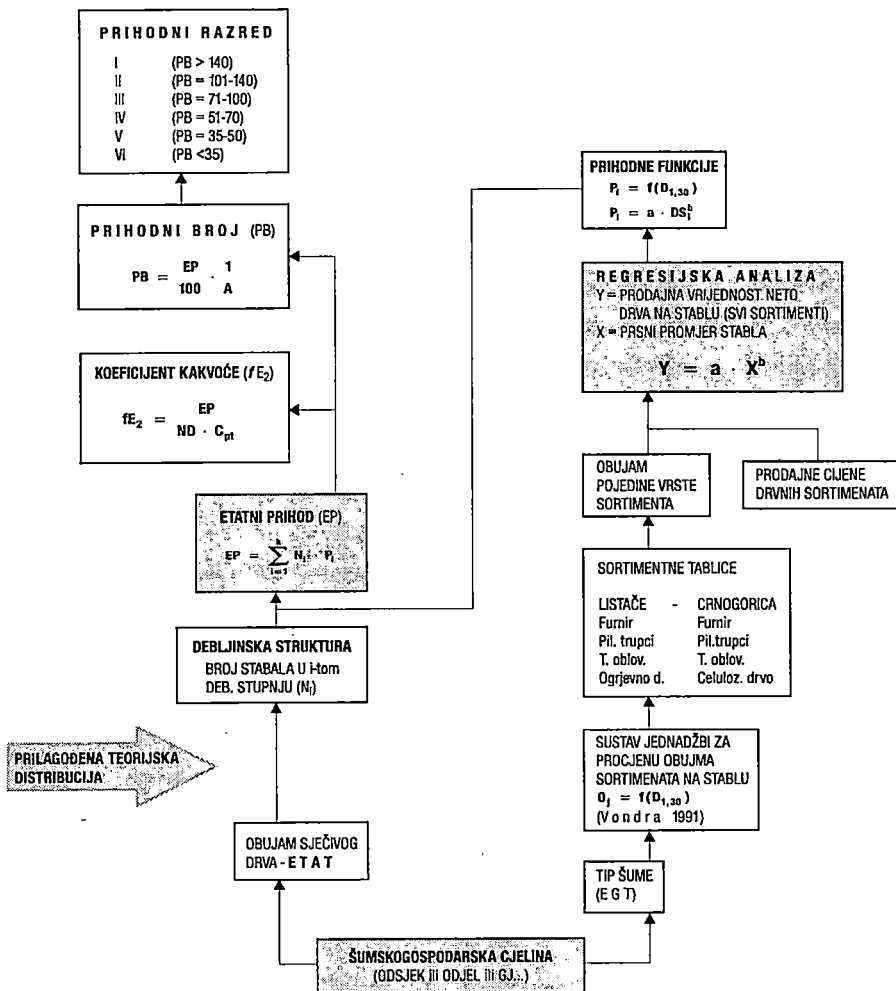 PRIHODNI RAZRED
I (PB > 140)
II (PB = 101-140)
III (PB = 71-100)
IV (PB = 51-70)
V (PB = 35-50)
VI (PB <35)
PRIHODNI BROJ (PB)
PB = EP / 100 · 1 / A
KOEFICIJENT KAKVOĆE (fE₂)
fE₂ = EP / ND · Cpt
ETATNI PRIHOD (EP)
EP = ∑ i=1 Nᵢ · Pᵢ
DEBLJINSKA STRUKTURA
BROJ STABALA U i-tom
DEB. STUPNJU (Nᵢ)
PRILAGOĐENA TEORIJSKA
DISTRIBUCIJA
OBUJAM SJEČIVOG
DRVA - ETAT
ŠUMSKOGOSPODARSKA CJELINA
(ODSJEK ili ODJEL ili GJ...)
PRIHODNE FUNKCIJE
Pᵢ = f(D1,30)
Pᵢ = a · DSᵢᵇ
REGRESIJSKA ANALIZA
Y = PRODAJNA VRIJEDNOST NETO
DRVA NA STABLU (SVI SORTIMENTI)
X = PRSNI PROMJER STABLA
Y = a · Xᵇ
OBUJAM
POJEDINE VRSTE
SORTIMENTA
PRODAJNE CIJENE
DRVNIH SORTIMENATA
SORTIMENTNE TABLICE
LISTAČE - CRNOGORICA
Furnir Furnir
Pil. trupci Pil.trupci
T. oblov. T. oblov.
Ogrjevno d. Celuloz. drvo
SUSTAV JEDNADŽBI ZA
PROCJENU OBUJMA
SORTIMENATA NA STABLU
Oⱼ = f(D1,30)
(Vondra 1991)
TIP ŠUME
(E G T)